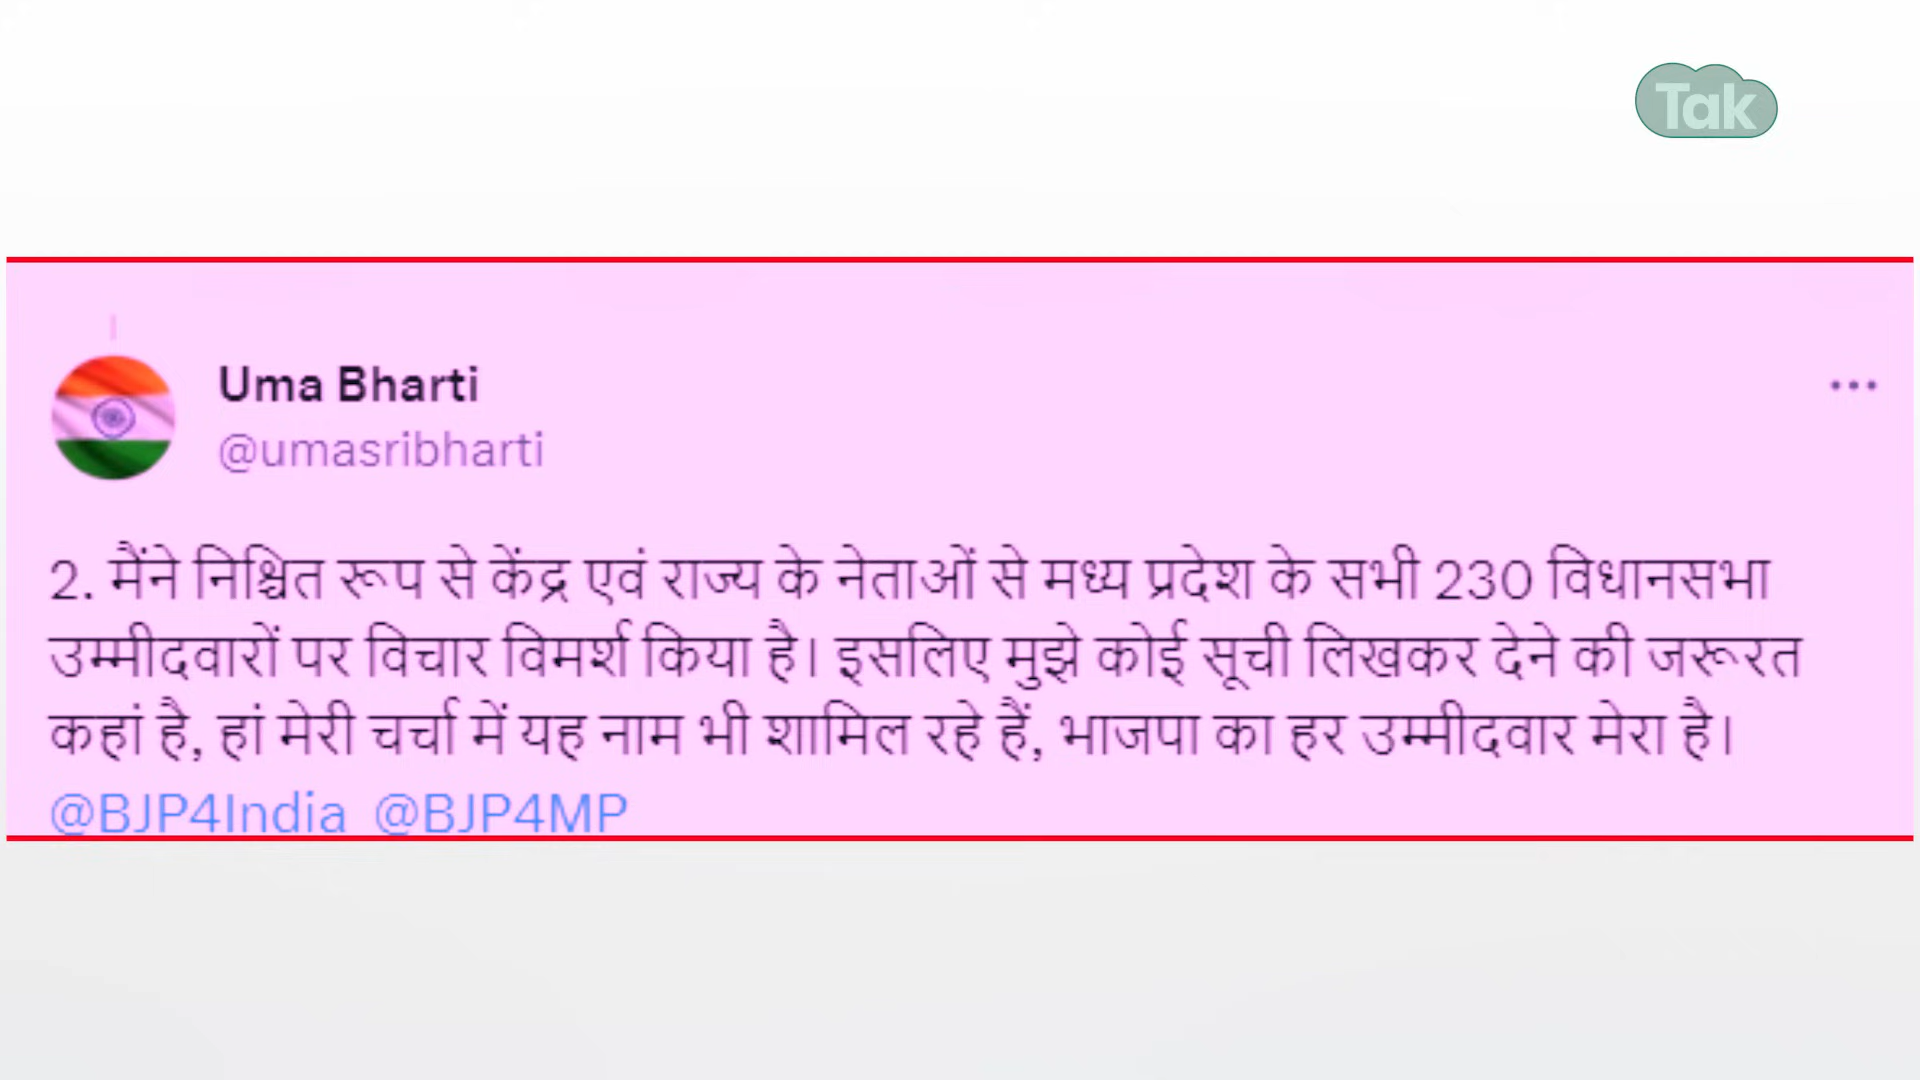 Tak
Uma Bharti
@umasribharti
2. मैंने निश्चित रूप से केंद्र एवं राज्य के नेताओं से मध्य प्रदेश के सभी 230 विधानसभा
उम्मीदवारों पर विचार विमर्श किया है। इसलिए मुझे कोई सूची लिखकर देने की जरूरत
कहां है, हां मेरी चर्चा में यह नाम भी शामिल रहे हैं, भाजपा का हर उम्मीदवार मेरा है।
@BJP4India @BJP4MP